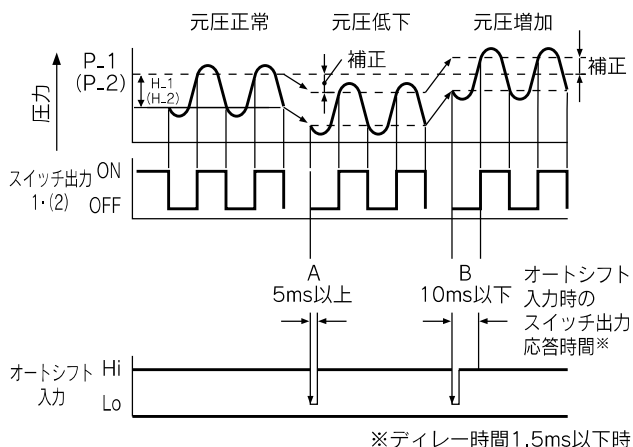 元圧正常
元圧低下
元圧増加
P_1
(P_2)
H_1
(H_2)
補正
補正
圧力
スイッチ出力
1・(2)
ON
OFF
A
5ms以上
B
10ms以下
オートシフト
入力時の
スイッチ出力
応答時間※
オートシフト
入力
Hi
Lo
※ディレー時間1.5ms以下時